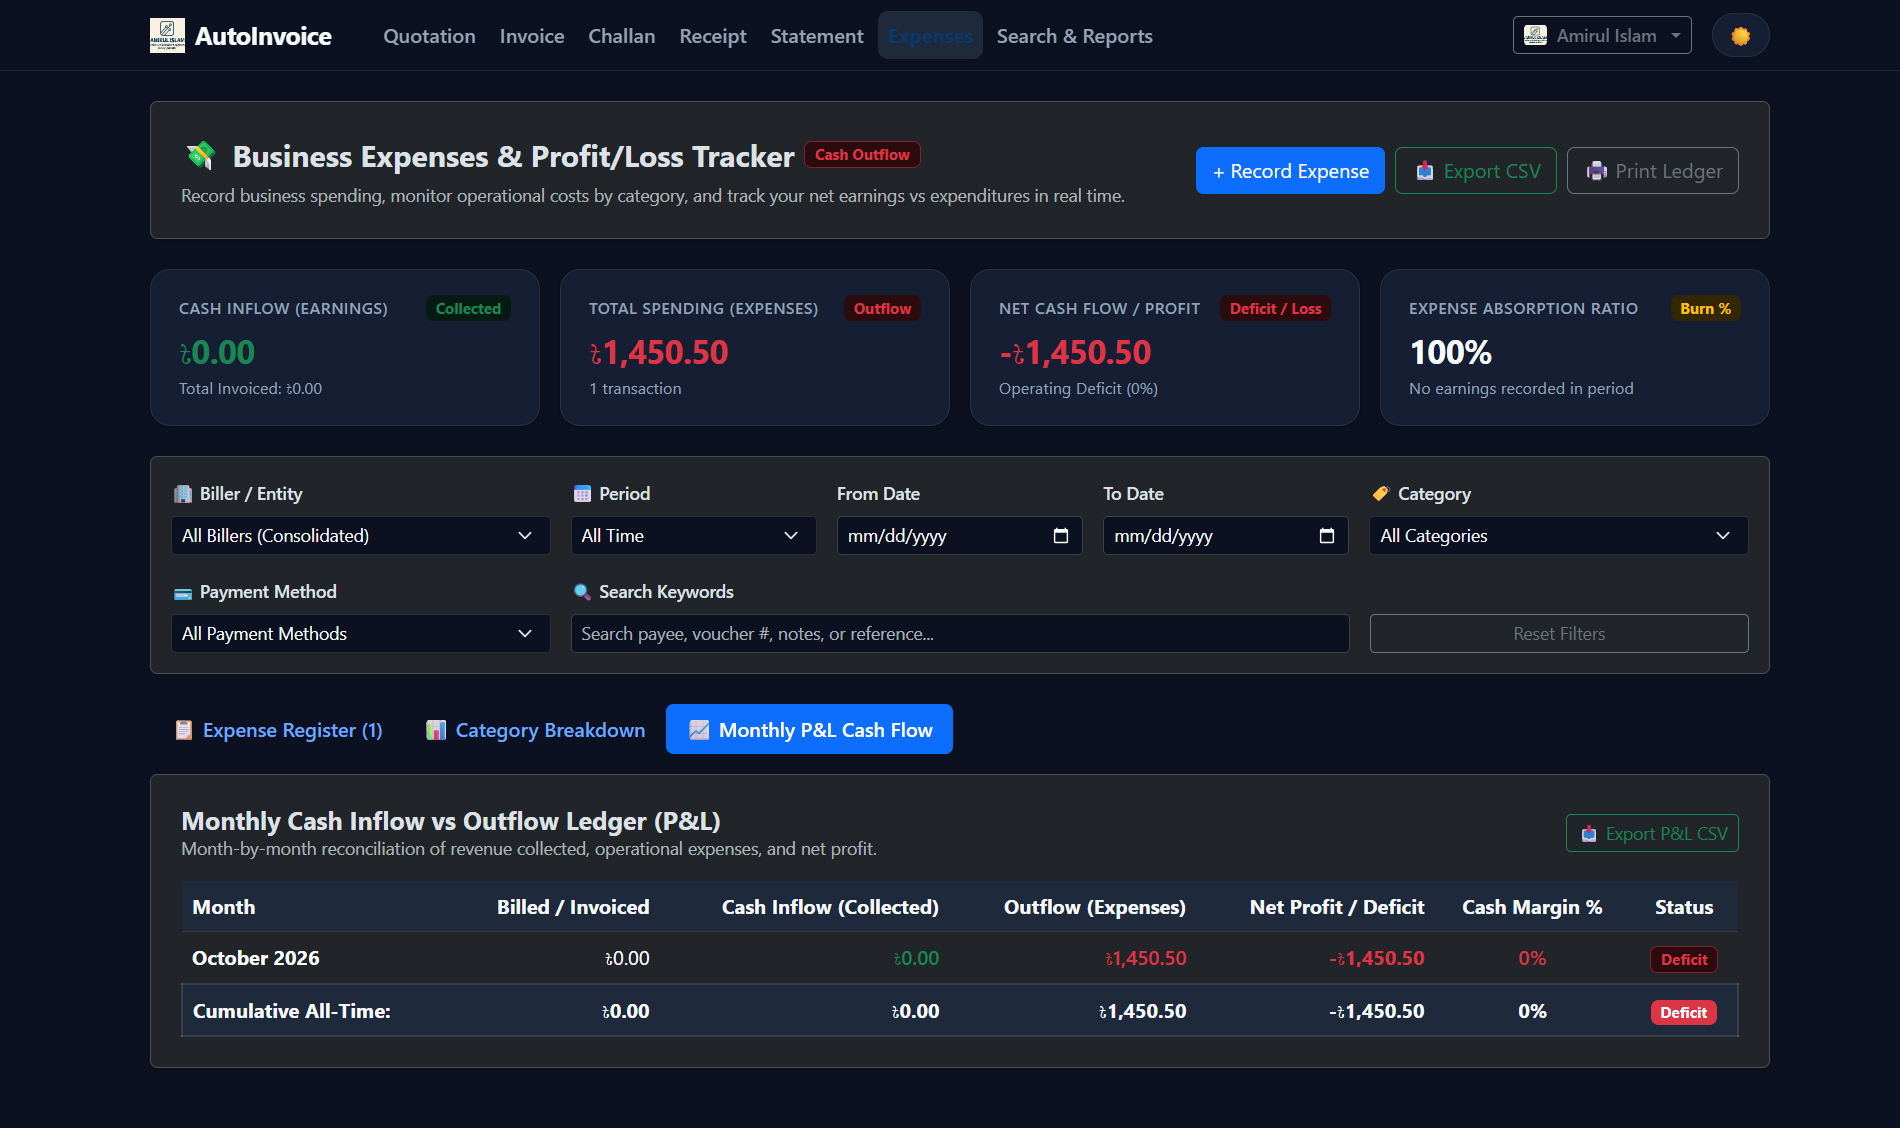 AutoInvoice Quotation Invoice Challan Receipt Statement Expenses Search & Reports Amirul Islam
Business Expenses & Profit/Loss Tracker Cash Outflow
Record business spending, monitor operational costs by category, and track your net earnings vs expenditures in real time.
+ Record Expense Export CSV Print Ledger
CASH INFLOW (EARNINGS) Collected
৳0.00
Total Invoiced: ৳0.00
TOTAL SPENDING (EXPENSES) Outflow
৳1,450.50
1 transaction
NET CASH FLOW / PROFIT Deficit / Loss
-৳1,450.50
Operating Deficit (0%)
EXPENSE ABSORPTION RATIO Burn %
100%
No earnings recorded in period
Biller / Entity Period From Date To Date Category
All Billers (Consolidated) All Time mm/dd/yyyy mm/dd/yyyy All Categories
Payment Method Search Keywords
All Payment Methods Search payee, voucher #, notes, or reference... Reset Filters
Expense Register (1) Category Breakdown Monthly P&L Cash Flow
Monthly Cash Inflow vs Outflow Ledger (P&L)
Month-by-month reconciliation of revenue collected, operational expenses, and net profit.
Export P&L CSV
Month Billed / Invoiced Cash Inflow (Collected) Outflow (Expenses) Net Profit / Deficit Cash Margin % Status
October 2026 ৳0.00 ৳0.00 ৳1,450.50 -৳1,450.50 0% Deficit
Cumulative All-Time: ৳0.00 ৳0.00 ৳1,450.50 -৳1,450.50 0% Deficit